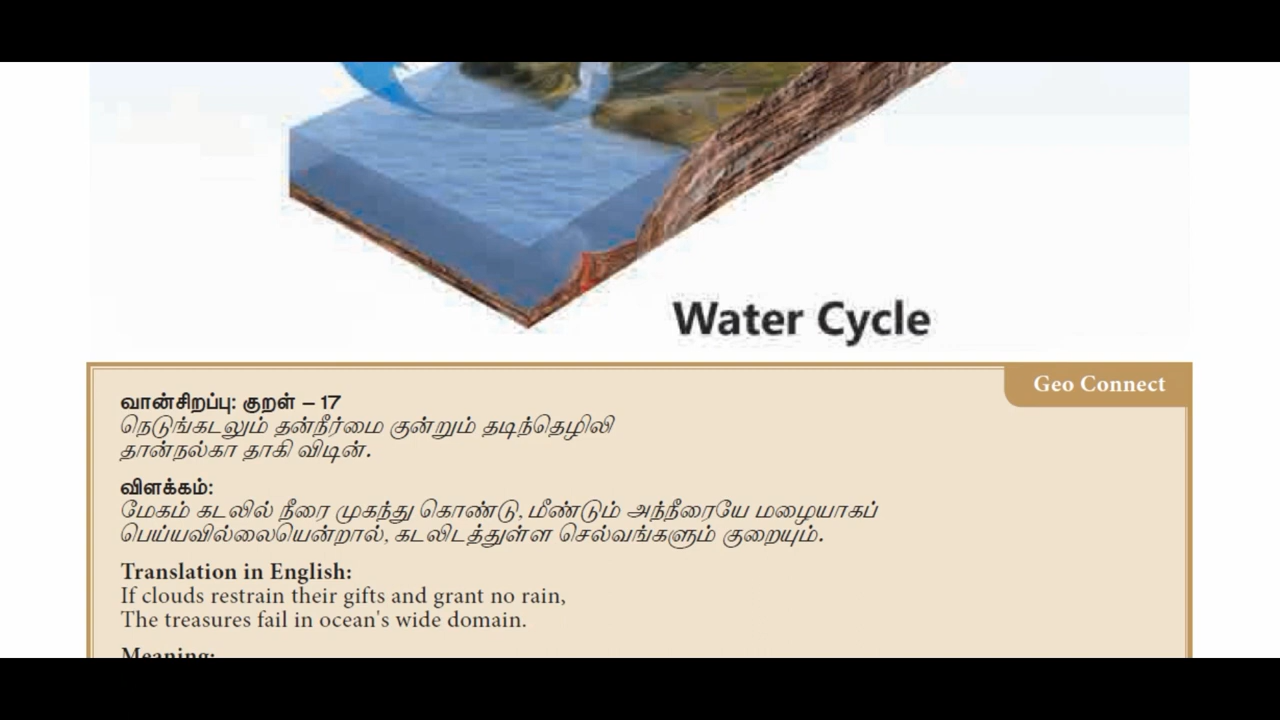 Water Cycle
Geo Connect
வான்சிறப்பு: குறள் – 17
நெடுங்கடலும் தன்நீர்மை குன்றும் தடிந்தெழிலி
தான்நல்கா தாகி விடின்.
விளக்கம்:
மேகம் கடலில் நீரை முகந்து கொண்டு, மீண்டும் அந்நீரையே மழையாகப்
பெய்யவில்லையென்றால், கடலிடத்துள்ள செல்வங்களும் குறையும்.
Translation in English:
If clouds restrain their gifts and grant no rain,
The treasures fail in ocean's wide domain.
Meaning: